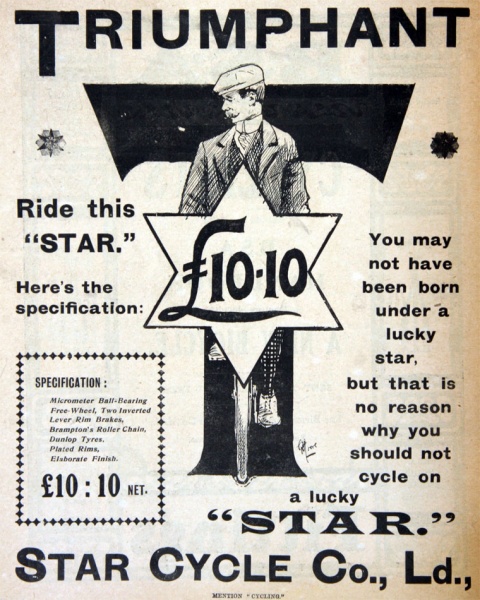 TRIUMPHANT
Ride this
"STAR."
Here's the
specification:
£10·10
You may
not have
been born
under a
lucky
star,
but that is
no reason
why you
should not
cycle on
a lucky
"STAR."
SPECIFICATION:
Micrometer Ball-Bearing
Free-Wheel, Two Inverted
Lever Rim Brakes,
Brampton's Roller Chain,
Dunlop Tyres.
Plated Rims,
Elaborate Finish.
£10 : 10 NET.
STAR CYCLE Co., Ld.,
MENTION "CYCLING."